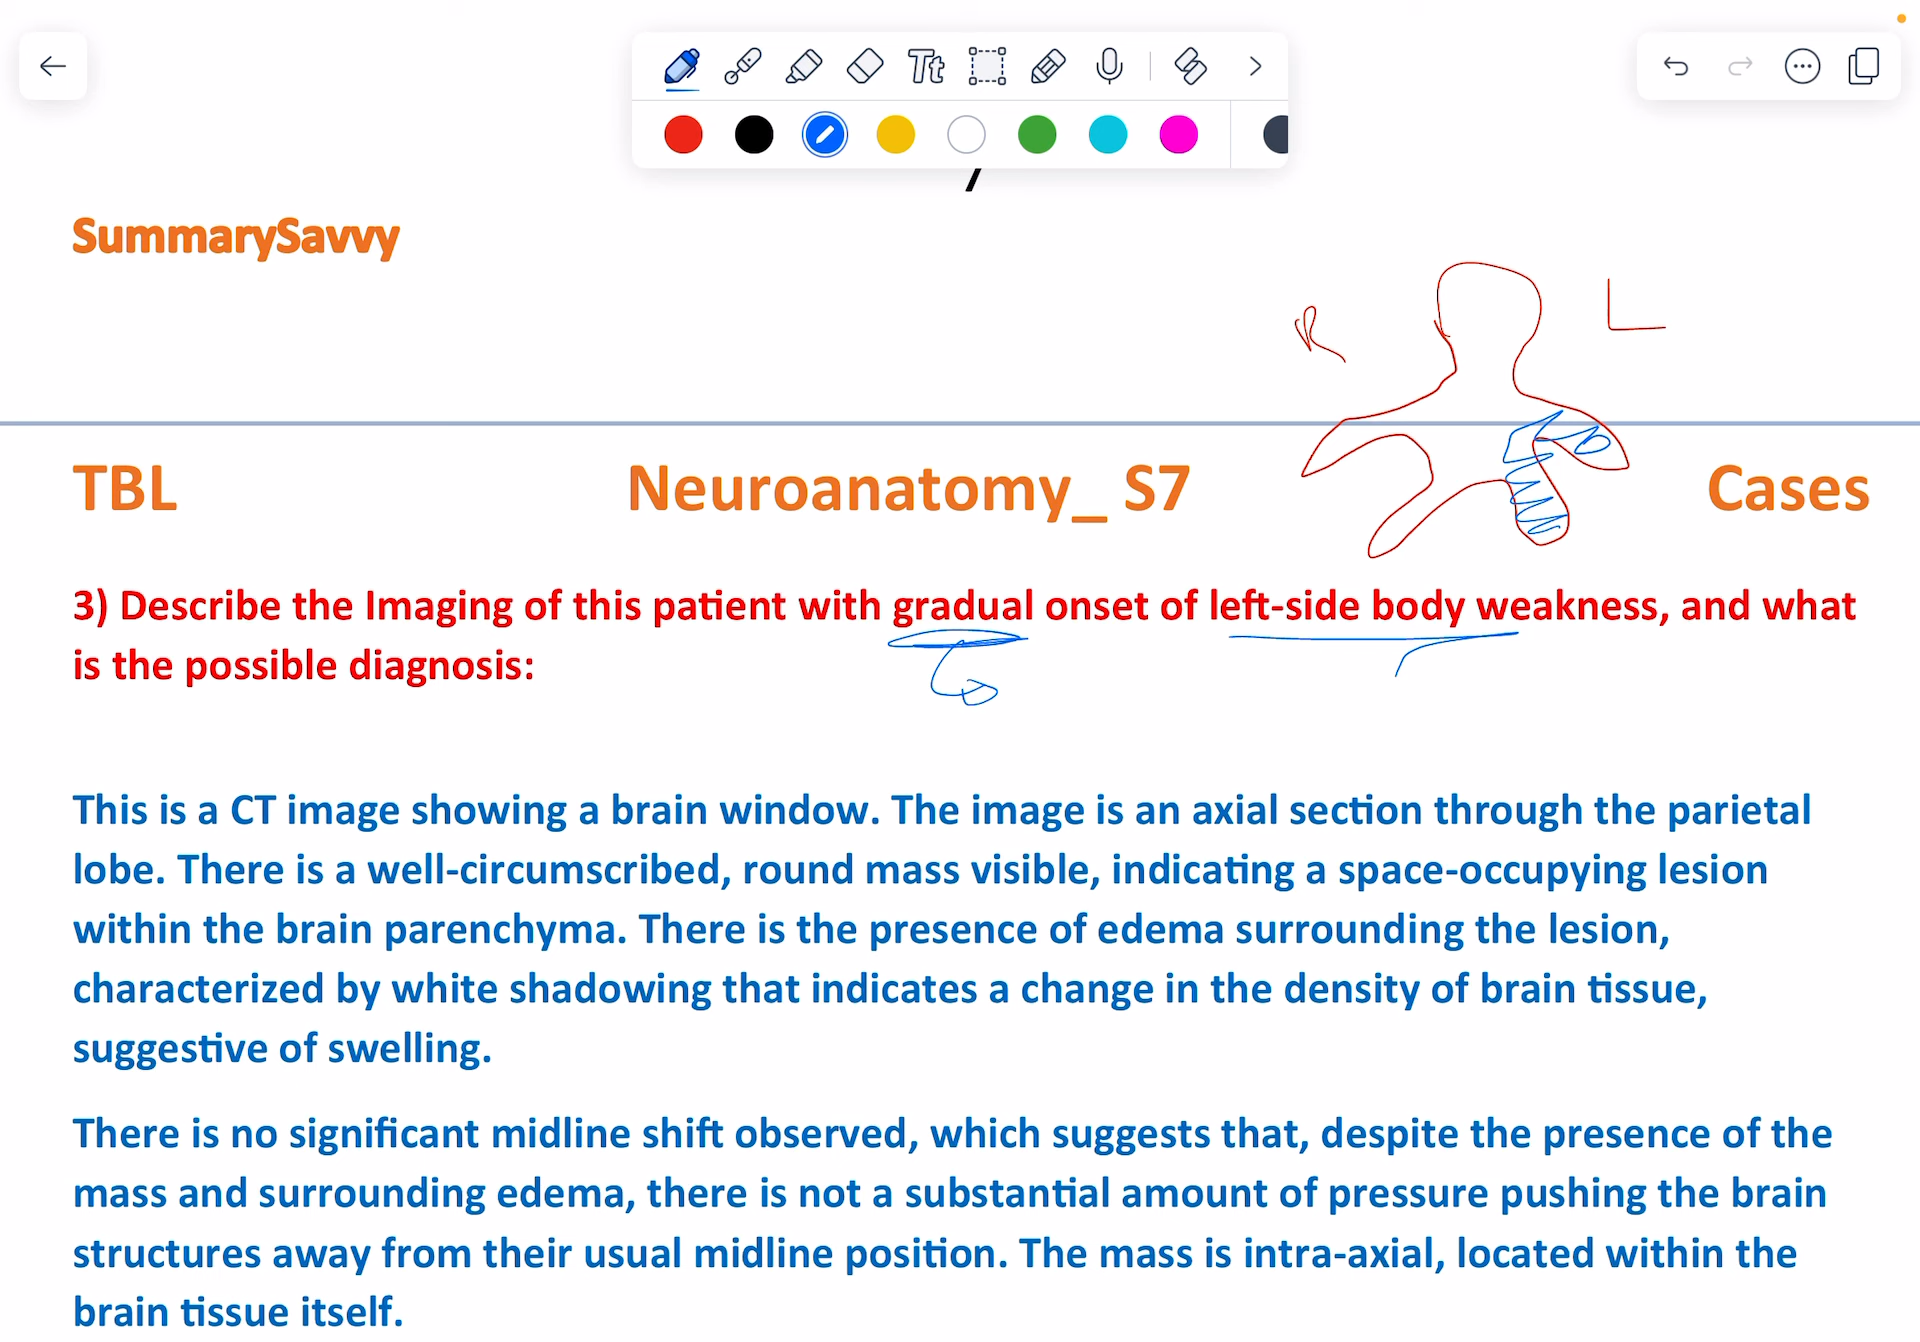 Tt
SummarySavvy
R L
TBL Neuroanatomy_ S7 Cases
3) Describe the Imaging of this patient with gradual onset of left-side body weakness, and what
is the possible diagnosis:
This is a CT image showing a brain window. The image is an axial section through the parietal
lobe. There is a well-circumscribed, round mass visible, indicating a space-occupying lesion
within the brain parenchyma. There is the presence of edema surrounding the lesion,
characterized by white shadowing that indicates a change in the density of brain tissue,
suggestive of swelling.
There is no significant midline shift observed, which suggests that, despite the presence of the
mass and surrounding edema, there is not a substantial amount of pressure pushing the brain
structures away from their usual midline position. The mass is intra-axial, located within the
brain tissue itself.